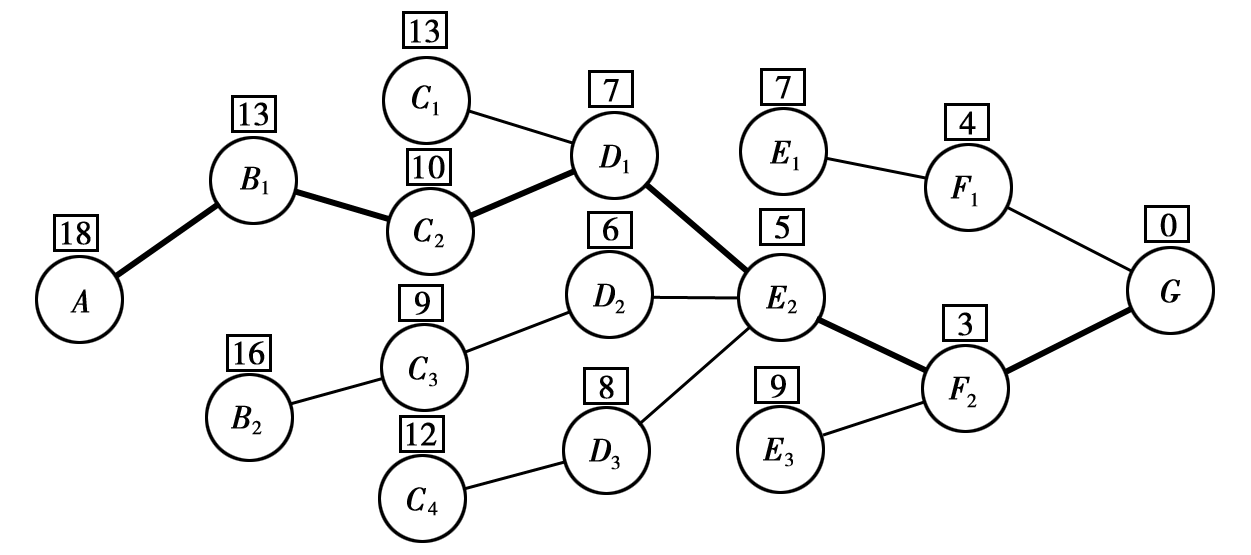 13
C₁
7
D₁
7
E₁
4
F₁
13
B₁
10
C₂
18
A
6
D₂
5
E₂
0
G
9
C₃
16
B₂
3
F₂
8
D₃
9
E₃
12
C₄